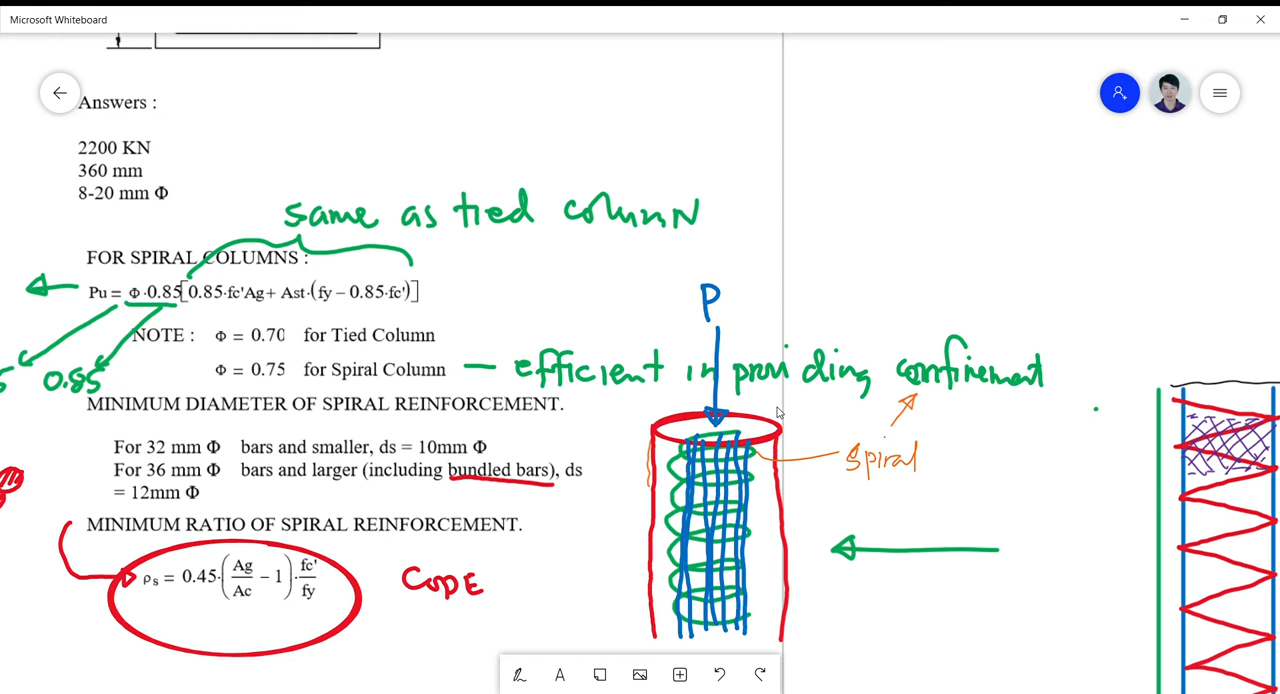 Microsoft Whiteboard
Answers :
2200 KN
360 mm
8-20 mm Φ
same as tied column
FOR SPIRAL COLUMNS :
Pu = Φ·0.85[0.85·fc'Ag + Ast·(fy − 0.85·fc')]
P
NOTE : Φ = 0.70 for Tied Column
0.85
Φ = 0.75 for Spiral Column — efficient in providing confinement
MINIMUM DIAMETER OF SPIRAL REINFORCEMENT.
For 32 mm Φ bars and smaller, ds = 10mm Φ
Spiral
For 36 mm Φ bars and larger (including bundled bars), ds
= 12mm Φ
MINIMUM RATIO OF SPIRAL REINFORCEMENT.
ρs = 0.45·(Ag/Ac − 1)·fc'/fy
CODE
A